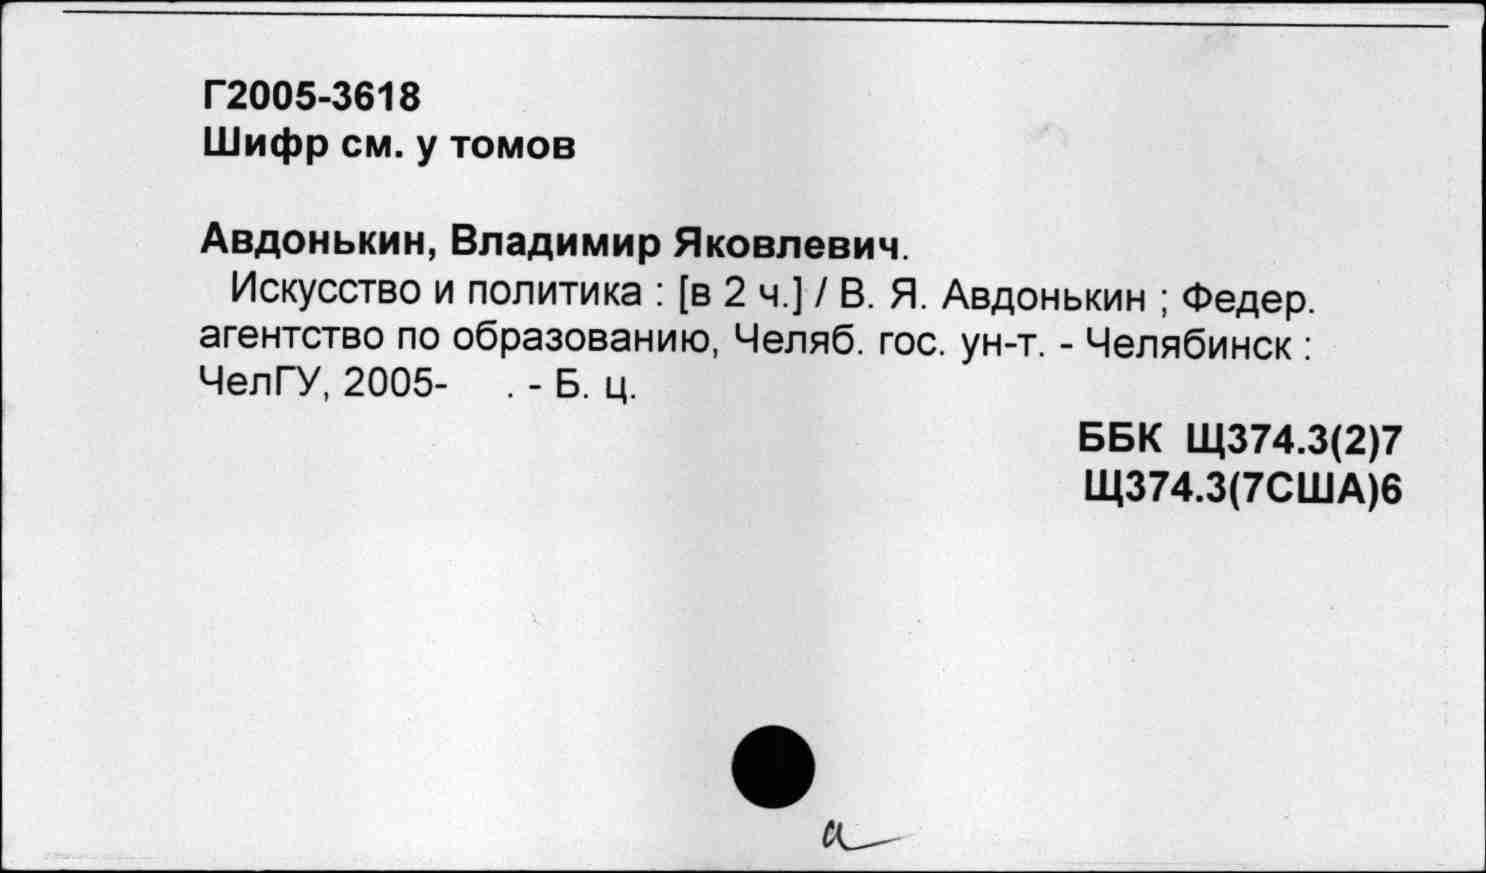 Г2005-3618
Шифр см. у томов
Авдонькин, Владимир Яковлевич.
Искусство и политика : [в 2 ч.] / В. Я. Авдонькин ; Федер.
агентство по образованию, Челяб. гос. ун-т. - Челябинск :
ЧелГУ, 2005-    . - Б. ц.
ББК Щ374.3(2)7
Щ374.3(7США)6
а